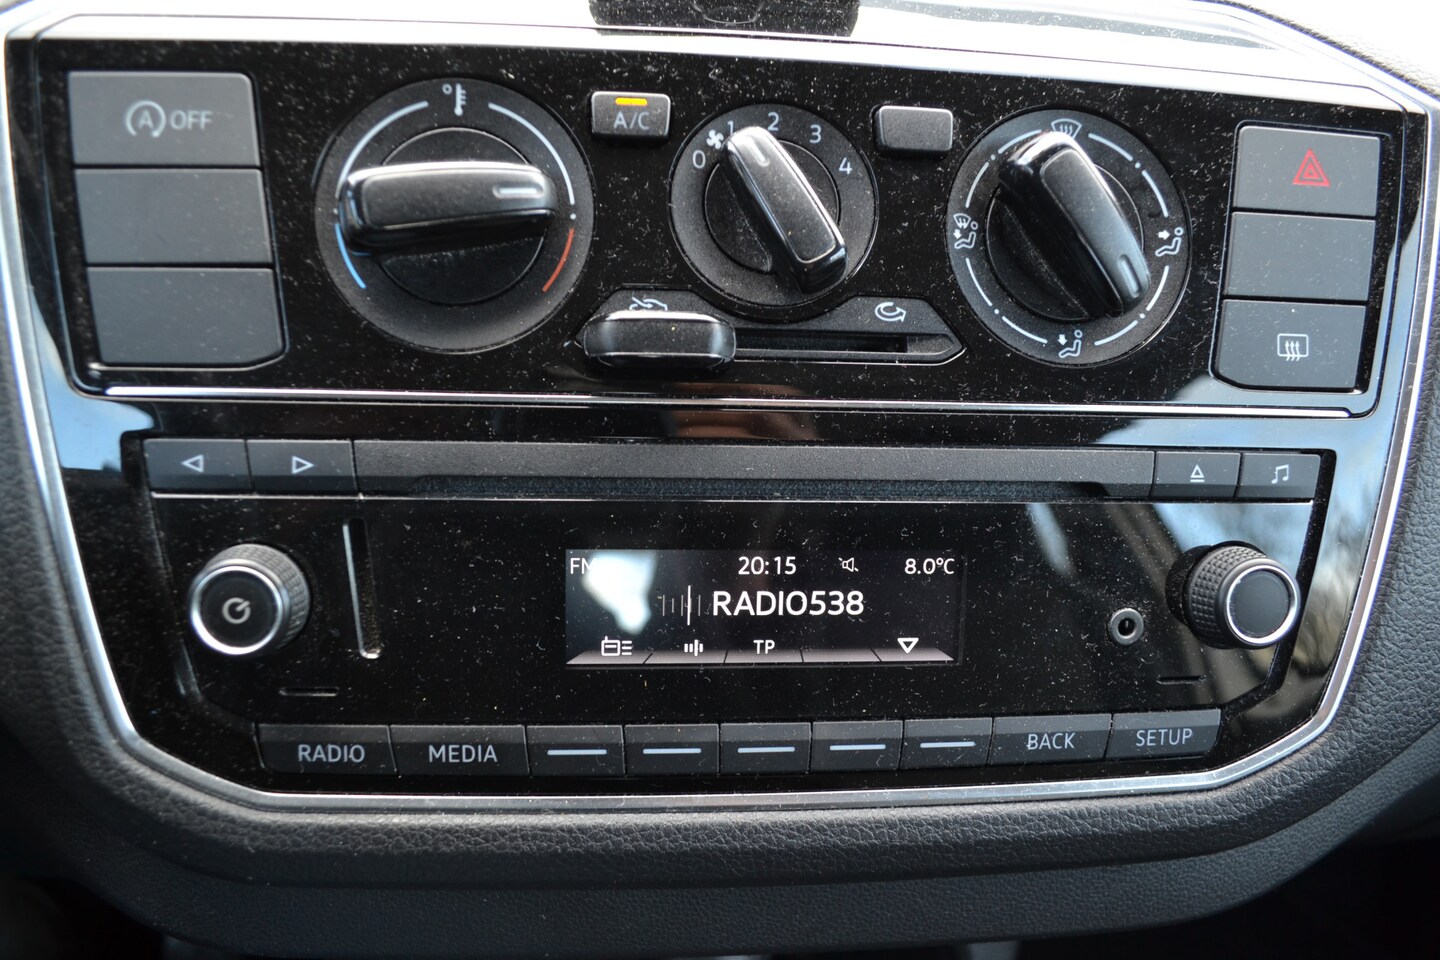 A OFF
A/C
0 1 2 3 4
FM 20:15 8.0°C
RADIO538
TP
RADIO MEDIA BACK SETUP